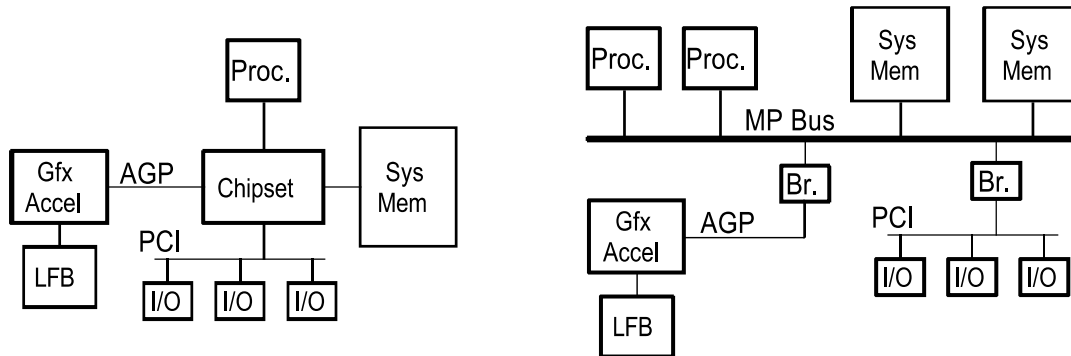 Proc.
Gfx
Accel
AGP
Chipset
Sys
Mem
LFB
PCI
I/O
I/O
I/O
Proc.
Proc.
Sys
Mem
Sys
Mem
MP Bus
Br.
Br.
Gfx
Accel
AGP
PCI
LFB
I/O
I/O
I/O